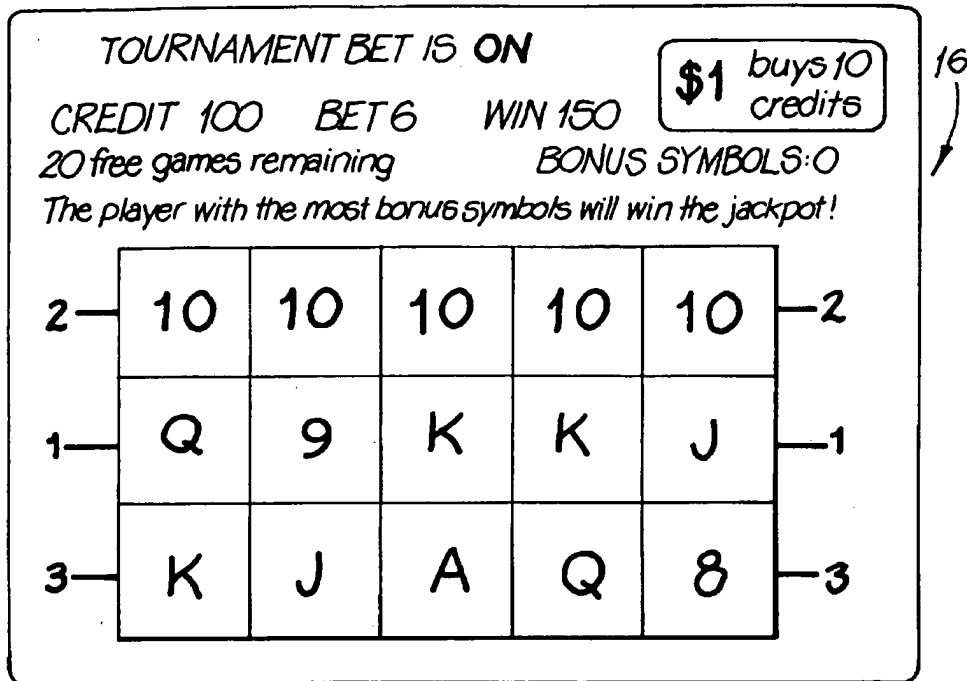 TOURNAMENT BET IS ON
$1 buys 10 credits
16
CREDIT 100 BET 6 WIN 150
20 free games remaining BONUS SYMBOLS:0
The player with the most bonus symbols will win the jackpot!
2 10 10 10 10 10 2
1 Q 9 K K J 1
3 K J A Q 8 3